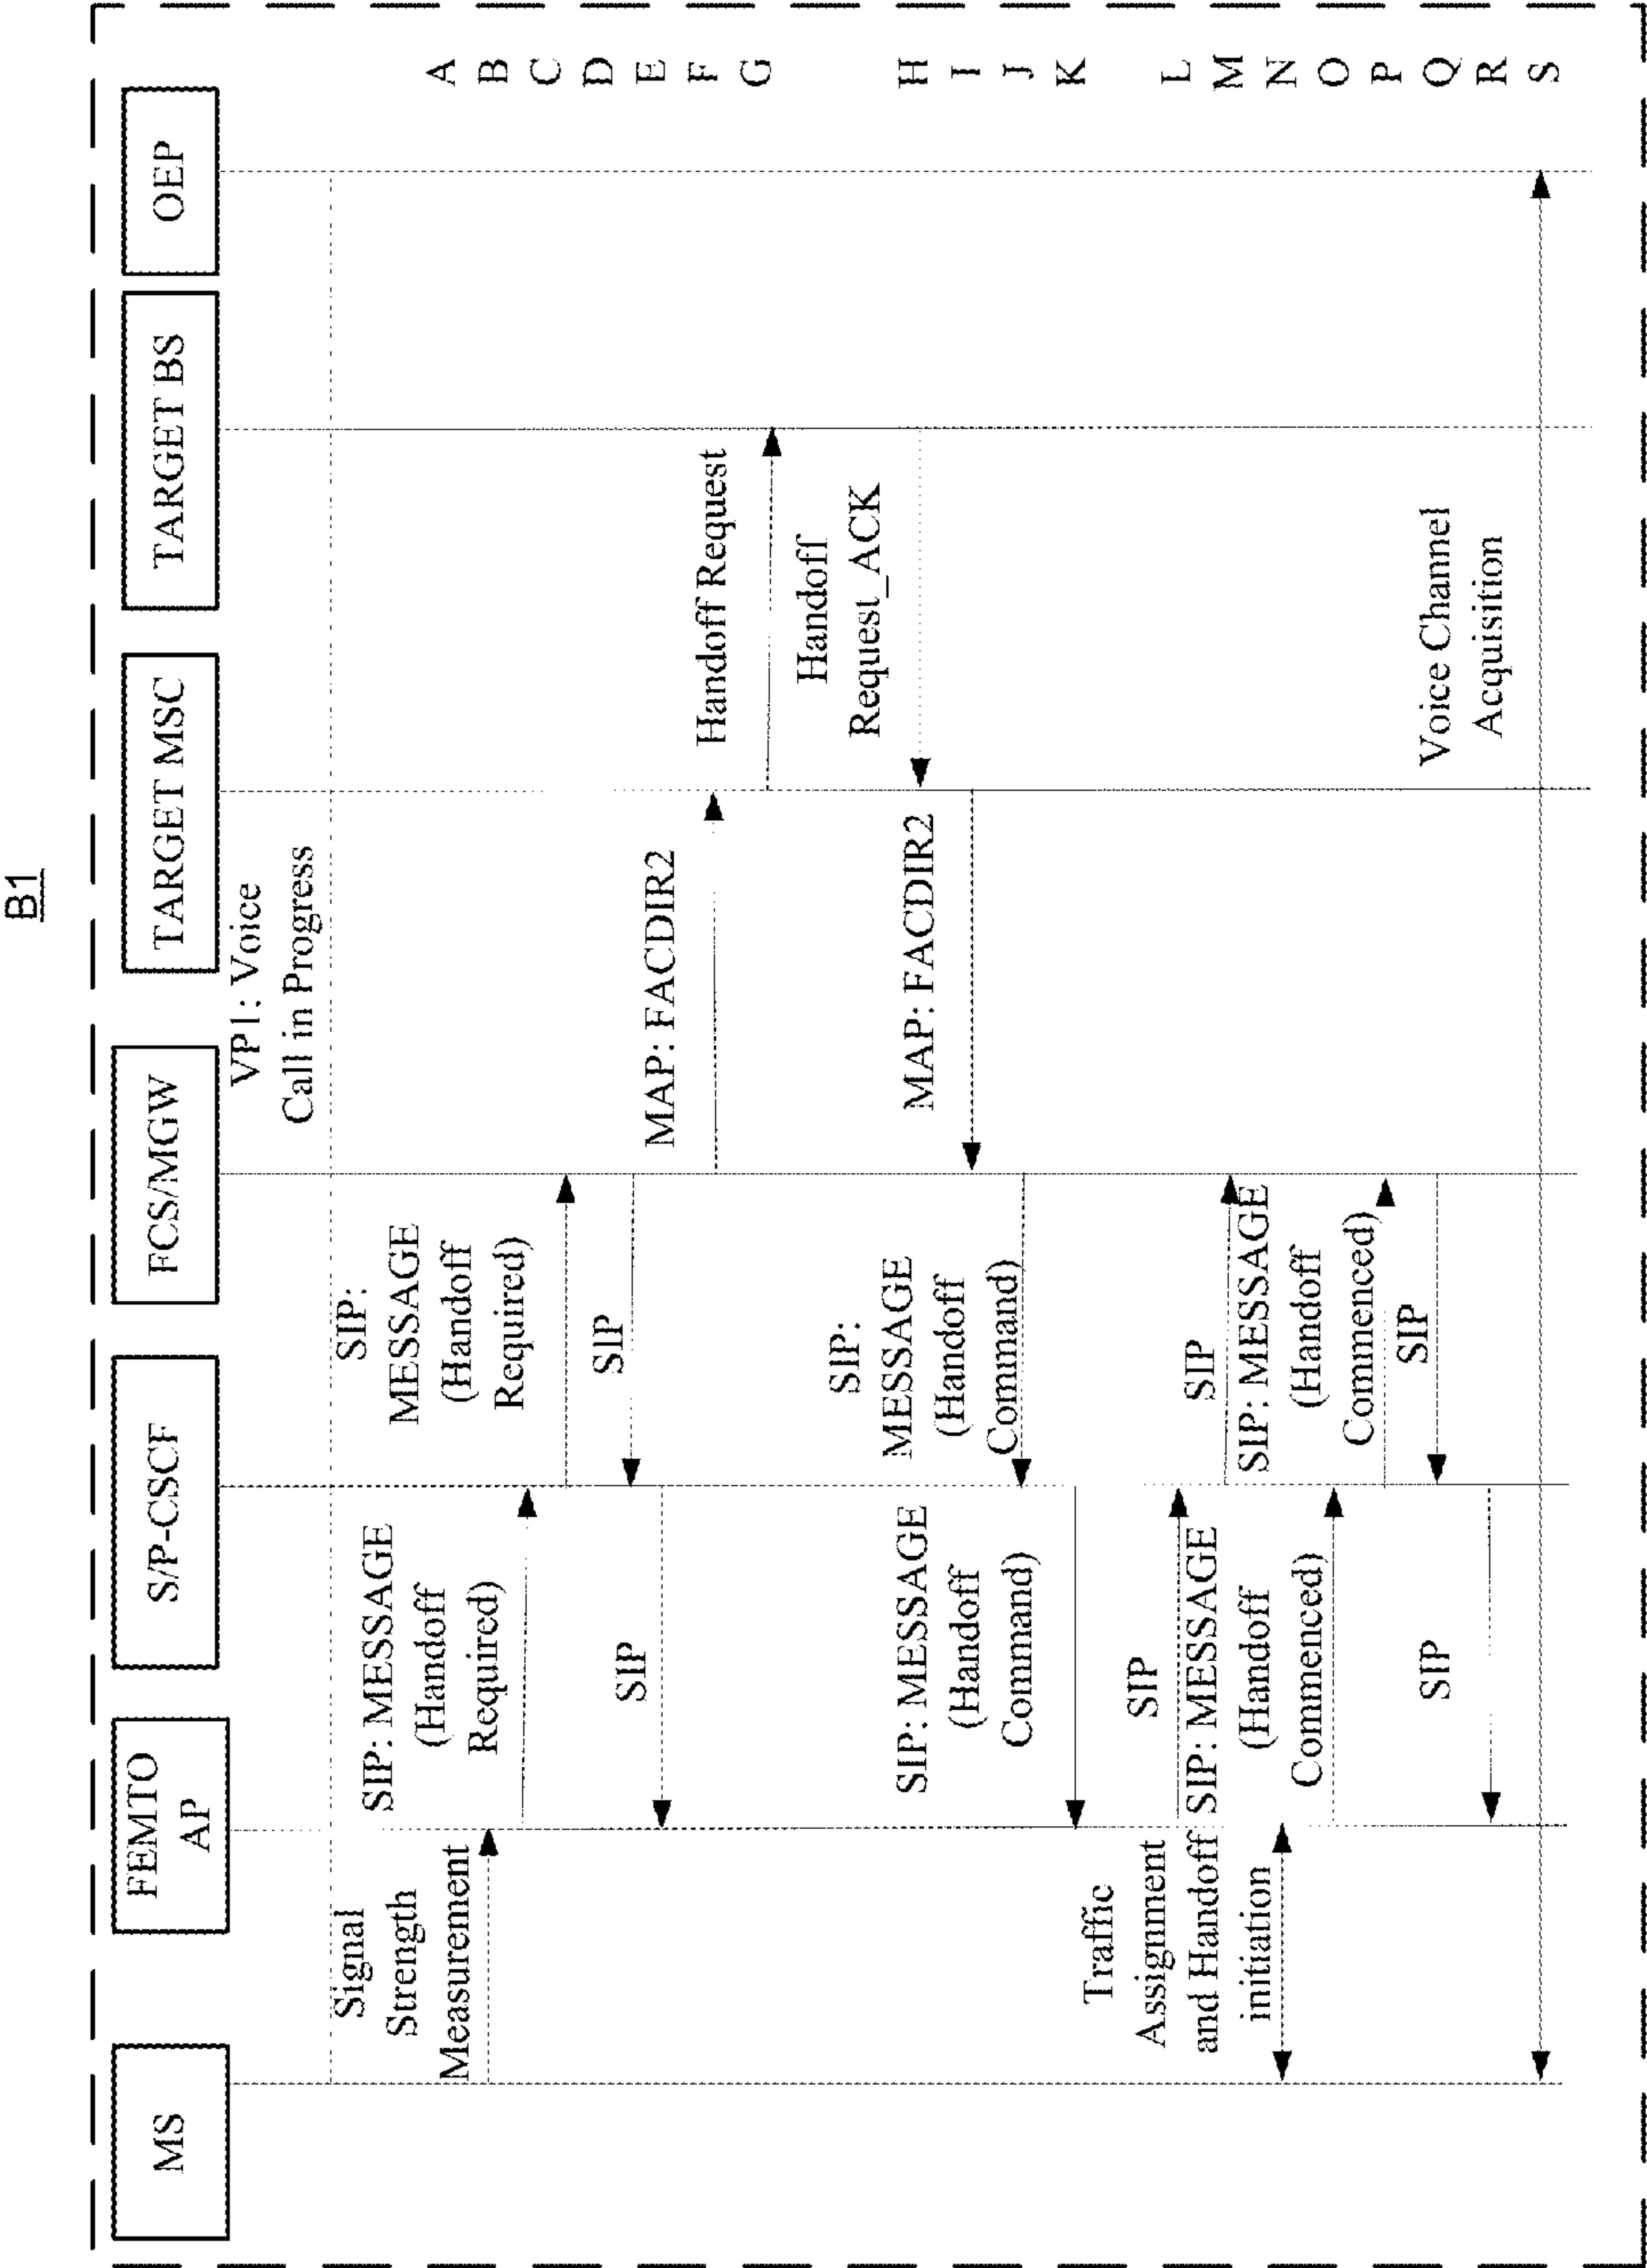 B1
MS
FEMTO
AP
S/P-CSCF
FCS/MGW
TARGET MSC
TARGET BS
OEP
VP1: Voice
Call in Progress
Signal
Strength
Measurement
SIP: MESSAGE
(Handoff
Required)
SIP:
MESSAGE
(Handoff
Required)
SIP
SIP
MAP: FACDIR2
Handoff Request
Handoff
Request_ACK
MAP: FACDIR2
SIP:
MESSAGE
(Handoff
Command)
SIP: MESSAGE
(Handoff
Command)
SIP
SIP
Traffic
Assignment
and Handoff
initiation
SIP: MESSAGE
(Handoff
Commenced)
SIP: MESSAGE
(Handoff
Commenced)
SIP
SIP
Voice Channel
Acquisition
A
B
C
D
E
F
G
H
I
J
K
L
M
N
O
P
Q
R
S